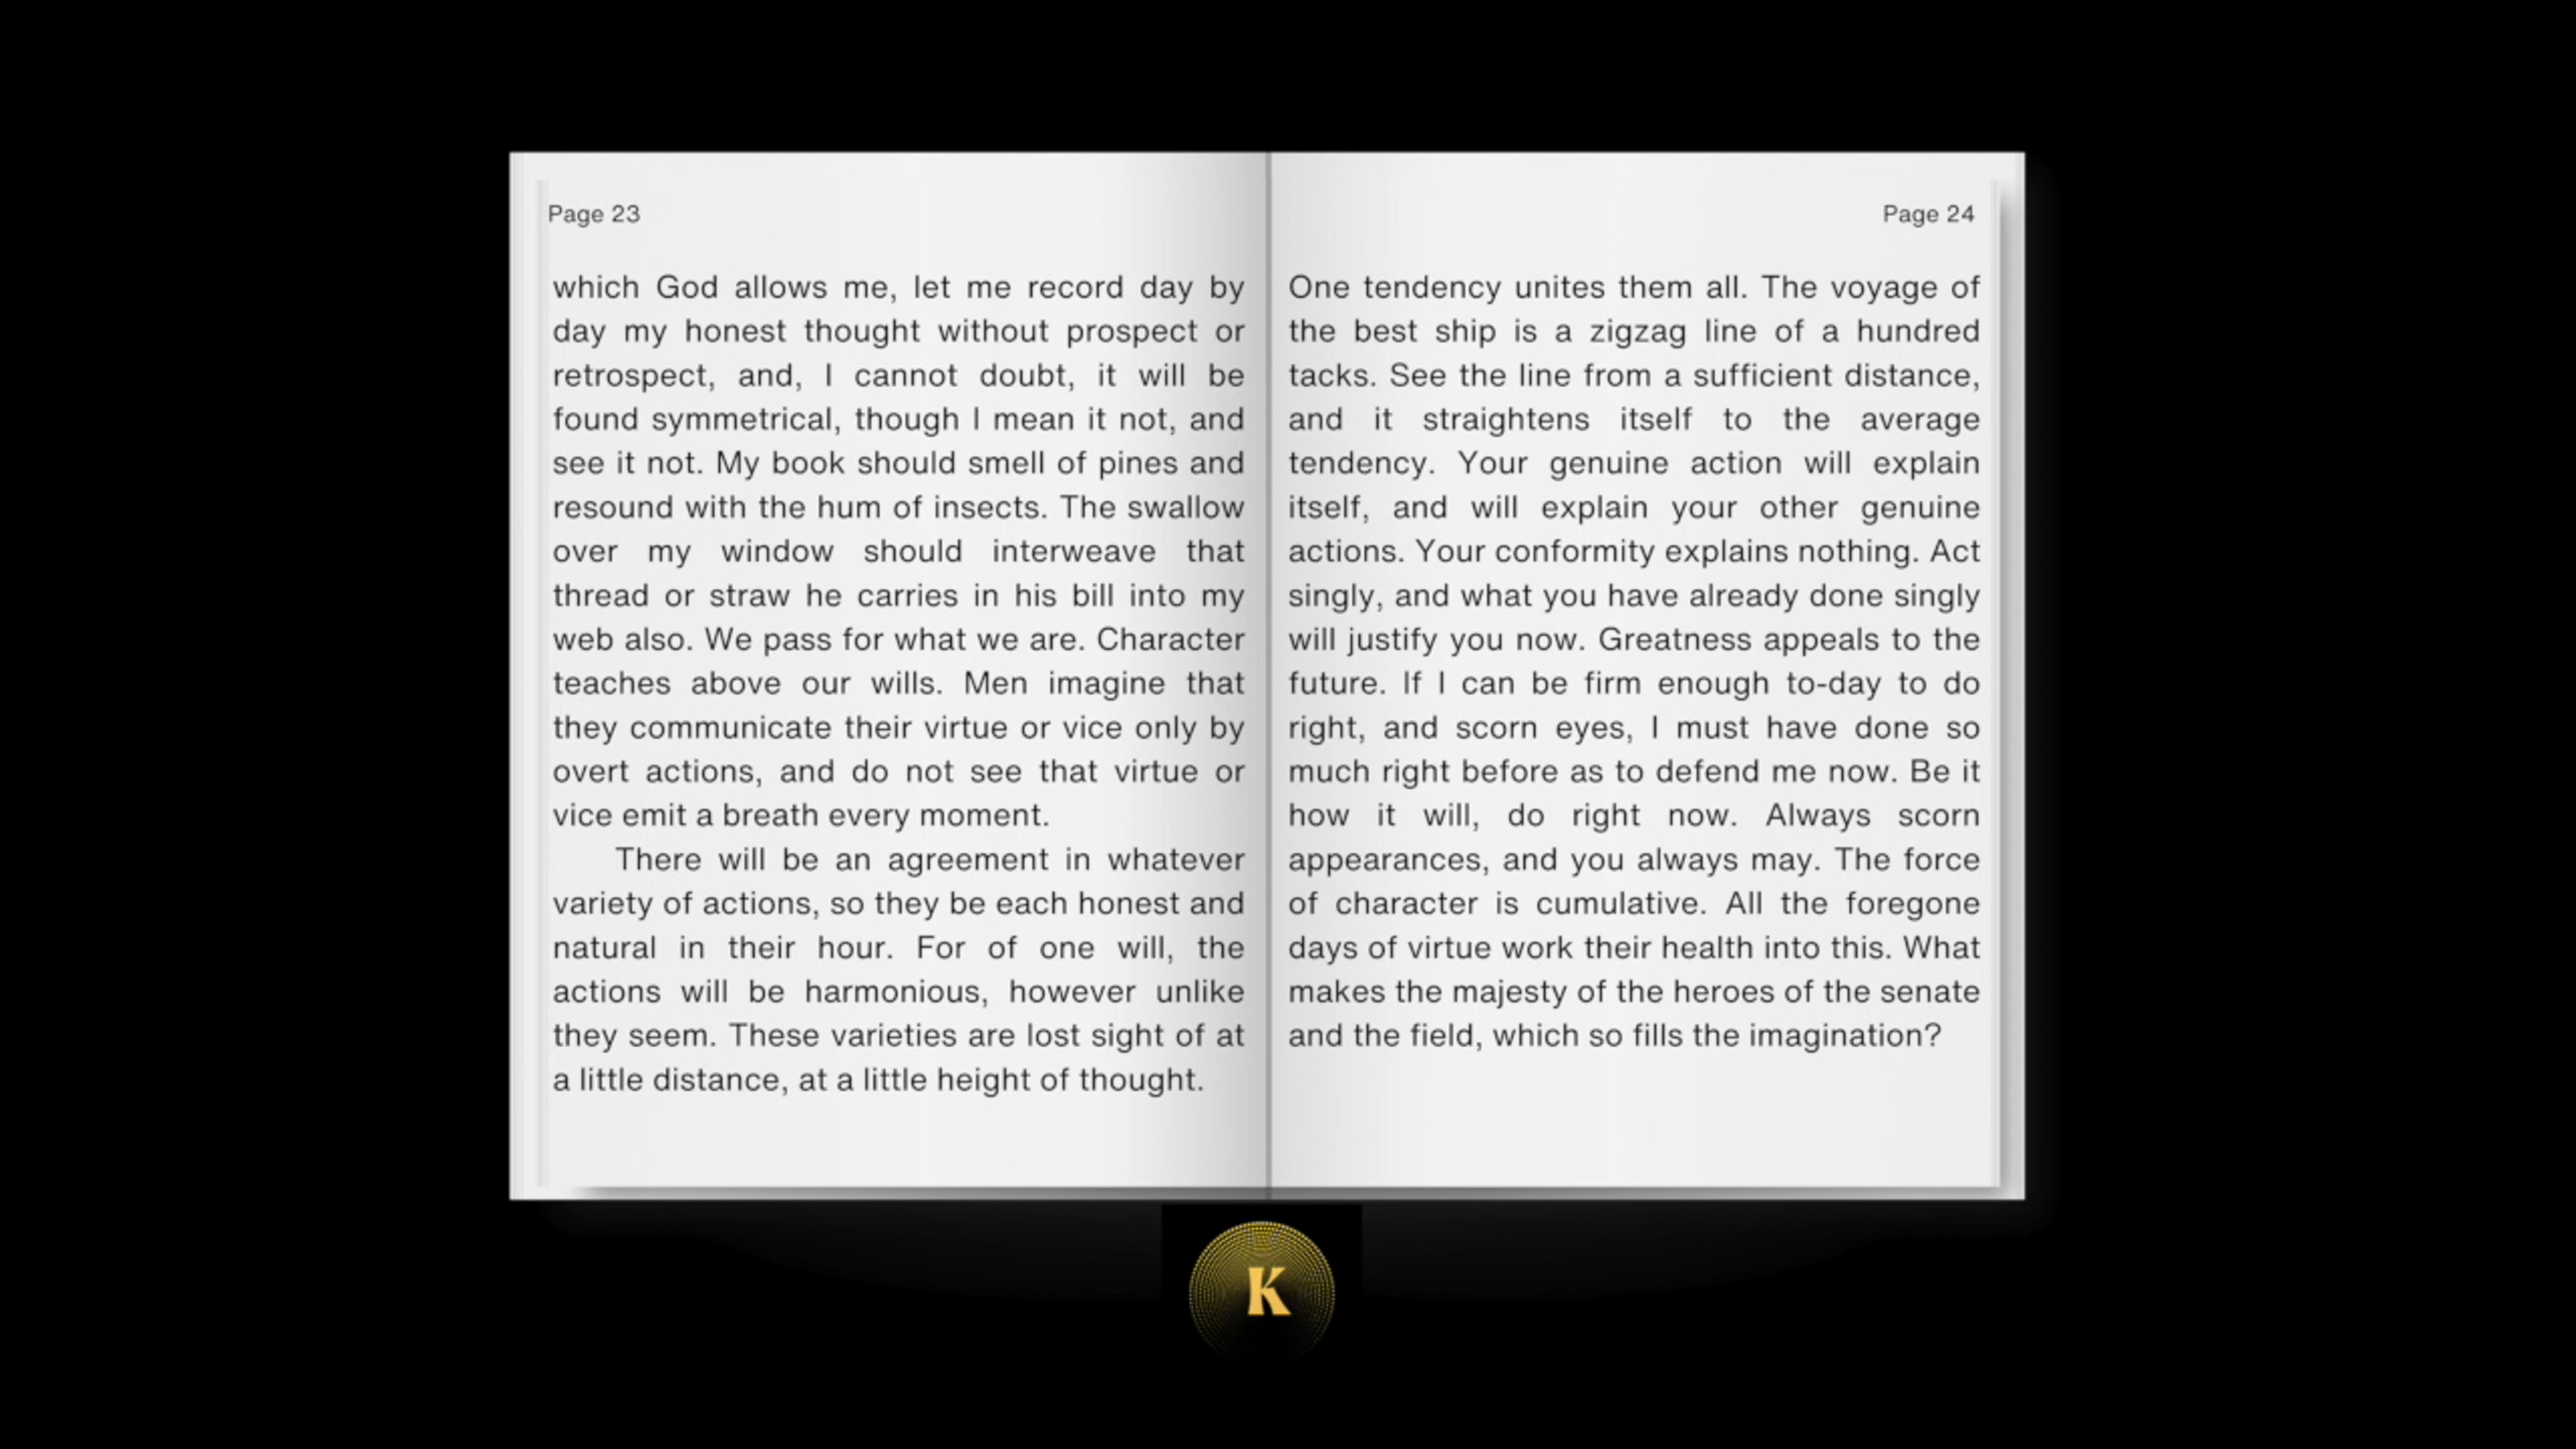 Page 23
which God allows me, let me record day by
day my honest thought without prospect or
retrospect, and, I cannot doubt, it will be
found symmetrical, though I mean it not, and
see it not. My book should smell of pines and
resound with the hum of insects. The swallow
over my window should interweave that
thread or straw he carries in his bill into my
web also. We pass for what we are. Character
teaches above our wills. Men imagine that
they communicate their virtue or vice only by
overt actions, and do not see that virtue or
vice emit a breath every moment.
There will be an agreement in whatever
variety of actions, so they be each honest and
natural in their hour. For of one will, the
actions will be harmonious, however unlike
they seem. These varieties are lost sight of at
a little distance, at a little height of thought.
Page 24
One tendency unites them all. The voyage of
the best ship is a zigzag line of a hundred
tacks. See the line from a sufficient distance,
and it straightens itself to the average
tendency. Your genuine action will explain
itself, and will explain your other genuine
actions. Your conformity explains nothing. Act
singly, and what you have already done singly
will justify you now. Greatness appeals to the
future. If I can be firm enough to-day to do
right, and scorn eyes, I must have done so
much right before as to defend me now. Be it
how it will, do right now. Always scorn
appearances, and you always may. The force
of character is cumulative. All the foregone
days of virtue work their health into this. What
makes the majesty of the heroes of the senate
and the field, which so fills the imagination?
K